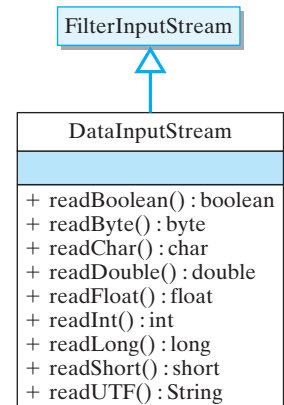 FilterInputStream
DataInputStream
+ readBoolean() : boolean
+ readByte() : byte
+ readChar() : char
+ readDouble() : double
+ readFloat() : float
+ readInt() : int
+ readLong() : long
+ readShort() : short
+ readUTF() : String